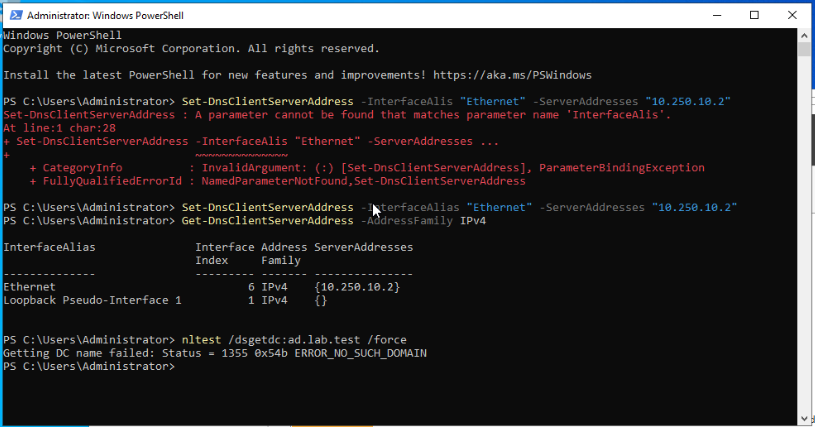 Administrator: Windows PowerShell
Windows PowerShell
Copyright (C) Microsoft Corporation. All rights reserved.
Install the latest PowerShell for new features and improvements! https://aka.ms/PSWindows
PS C:\Users\Administrator> Set-DnsClientServerAddress -InterfaceAlis "Ethernet" -ServerAddresses "10.250.10.2"
Set-DnsClientServerAddress : A parameter cannot be found that matches parameter name 'InterfaceAlis'.
At line:1 char:28
+ Set-DnsClientServerAddress -InterfaceAlis "Ethernet" -ServerAddresses ...
+                            ~~~~~~~~~~~~~~
    + CategoryInfo          : InvalidArgument: (:) [Set-DnsClientServerAddress], ParameterBindingException
    + FullyQualifiedErrorId : NamedParameterNotFound,Set-DnsClientServerAddress
PS C:\Users\Administrator> Set-DnsClientServerAddress -InterfaceAlias "Ethernet" -ServerAddresses "10.250.10.2"
PS C:\Users\Administrator> Get-DnsClientServerAddress -AddressFamily IPv4
InterfaceAlias               Interface Address ServerAddresses
                             Index     Family
--------------               --------- ------- ---------------
Ethernet                             6 IPv4    {10.250.10.2}
Loopback Pseudo-Interface 1          1 IPv4    {}
PS C:\Users\Administrator> nltest /dsgetdc:ad.lab.test /force
Getting DC name failed: Status = 1355 0x54b ERROR_NO_SUCH_DOMAIN
PS C:\Users\Administrator>